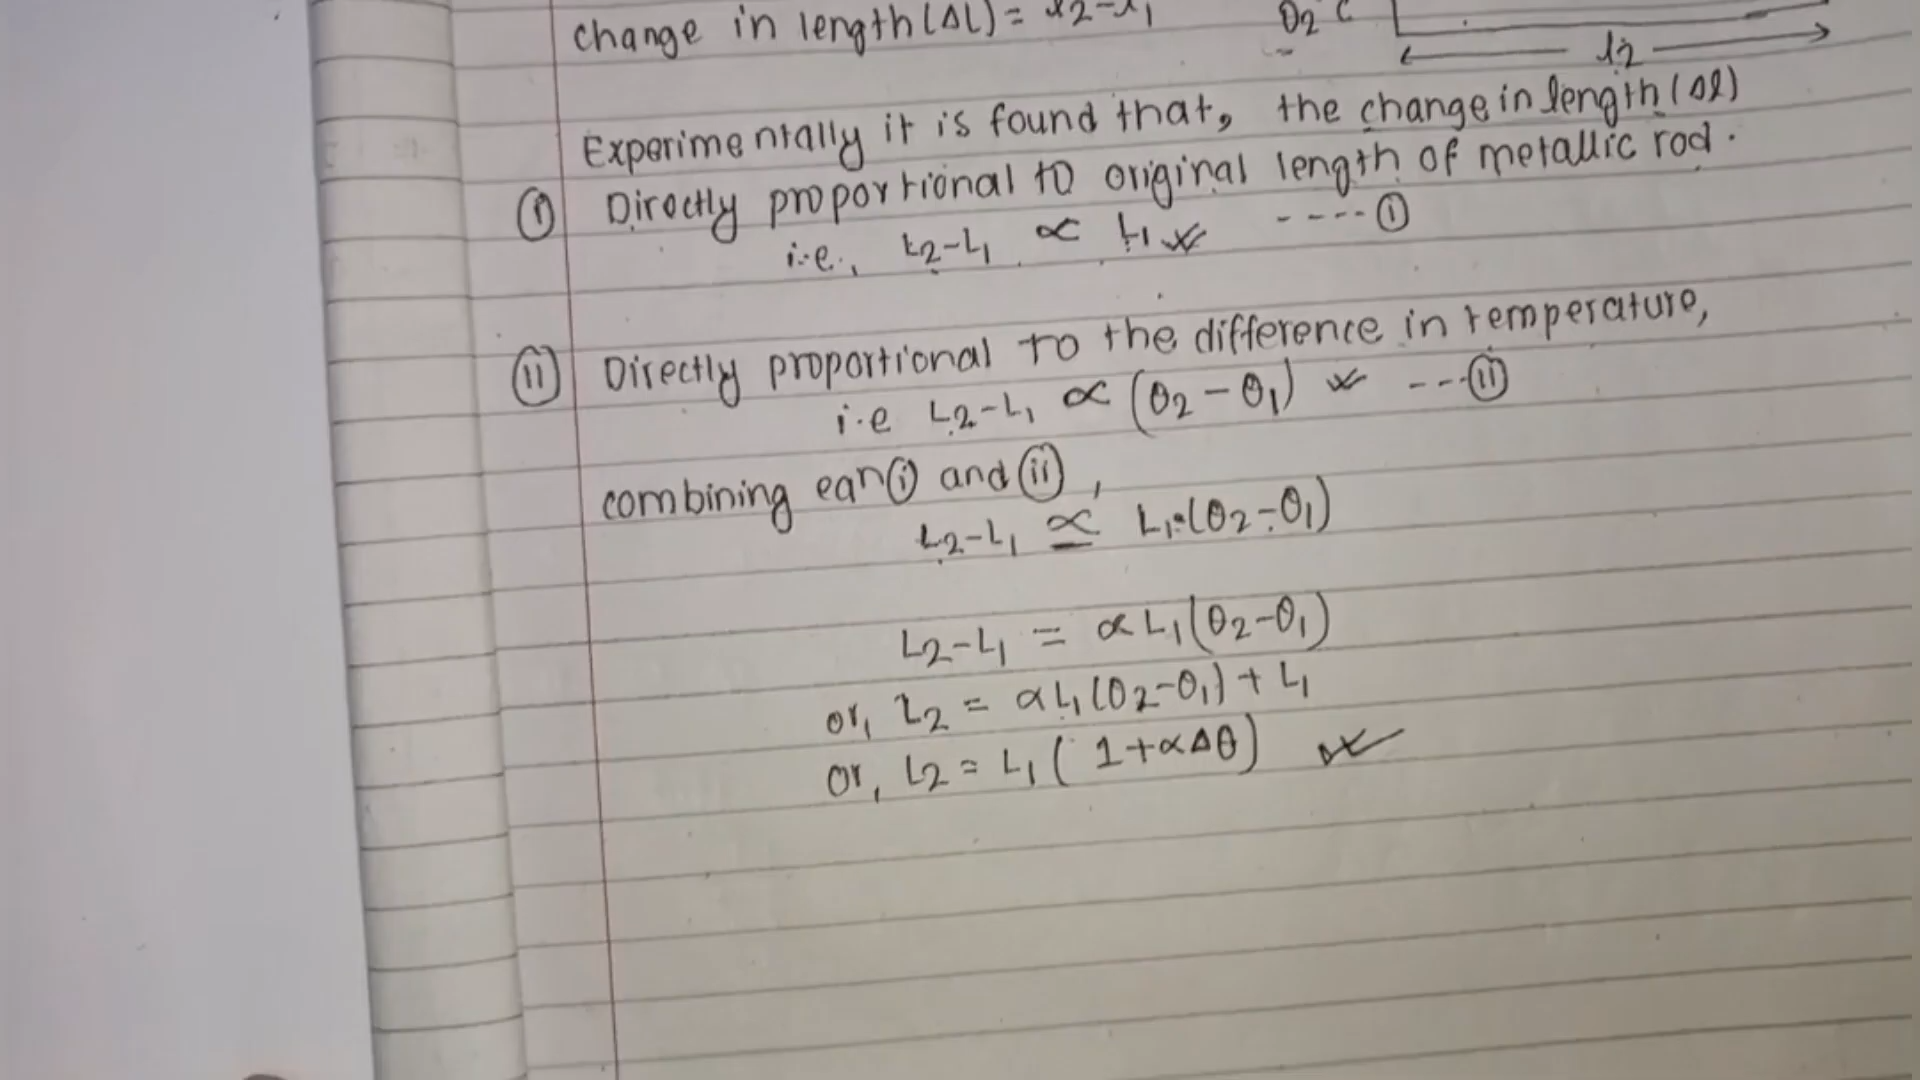 change in length (Δl) = l2-l1
θ2°C
l2
Experimentally it is found that, the change in length (Δl)
(i) Directly proportional to original length of metallic rod.
i.e., L2-L1 ∝ L1 ----(i)
(ii) Directly proportional to the difference in temperature,
i.e L2-L1 ∝ (θ2-θ1) ---(ii)
combining eqn (i) and (ii),
L2-L1 ∝ L1·(θ2-θ1)
L2-L1 = αL1(θ2-θ1)
or, L2 = αL1(θ2-θ1)+L1
or, L2 = L1(1+αΔθ)